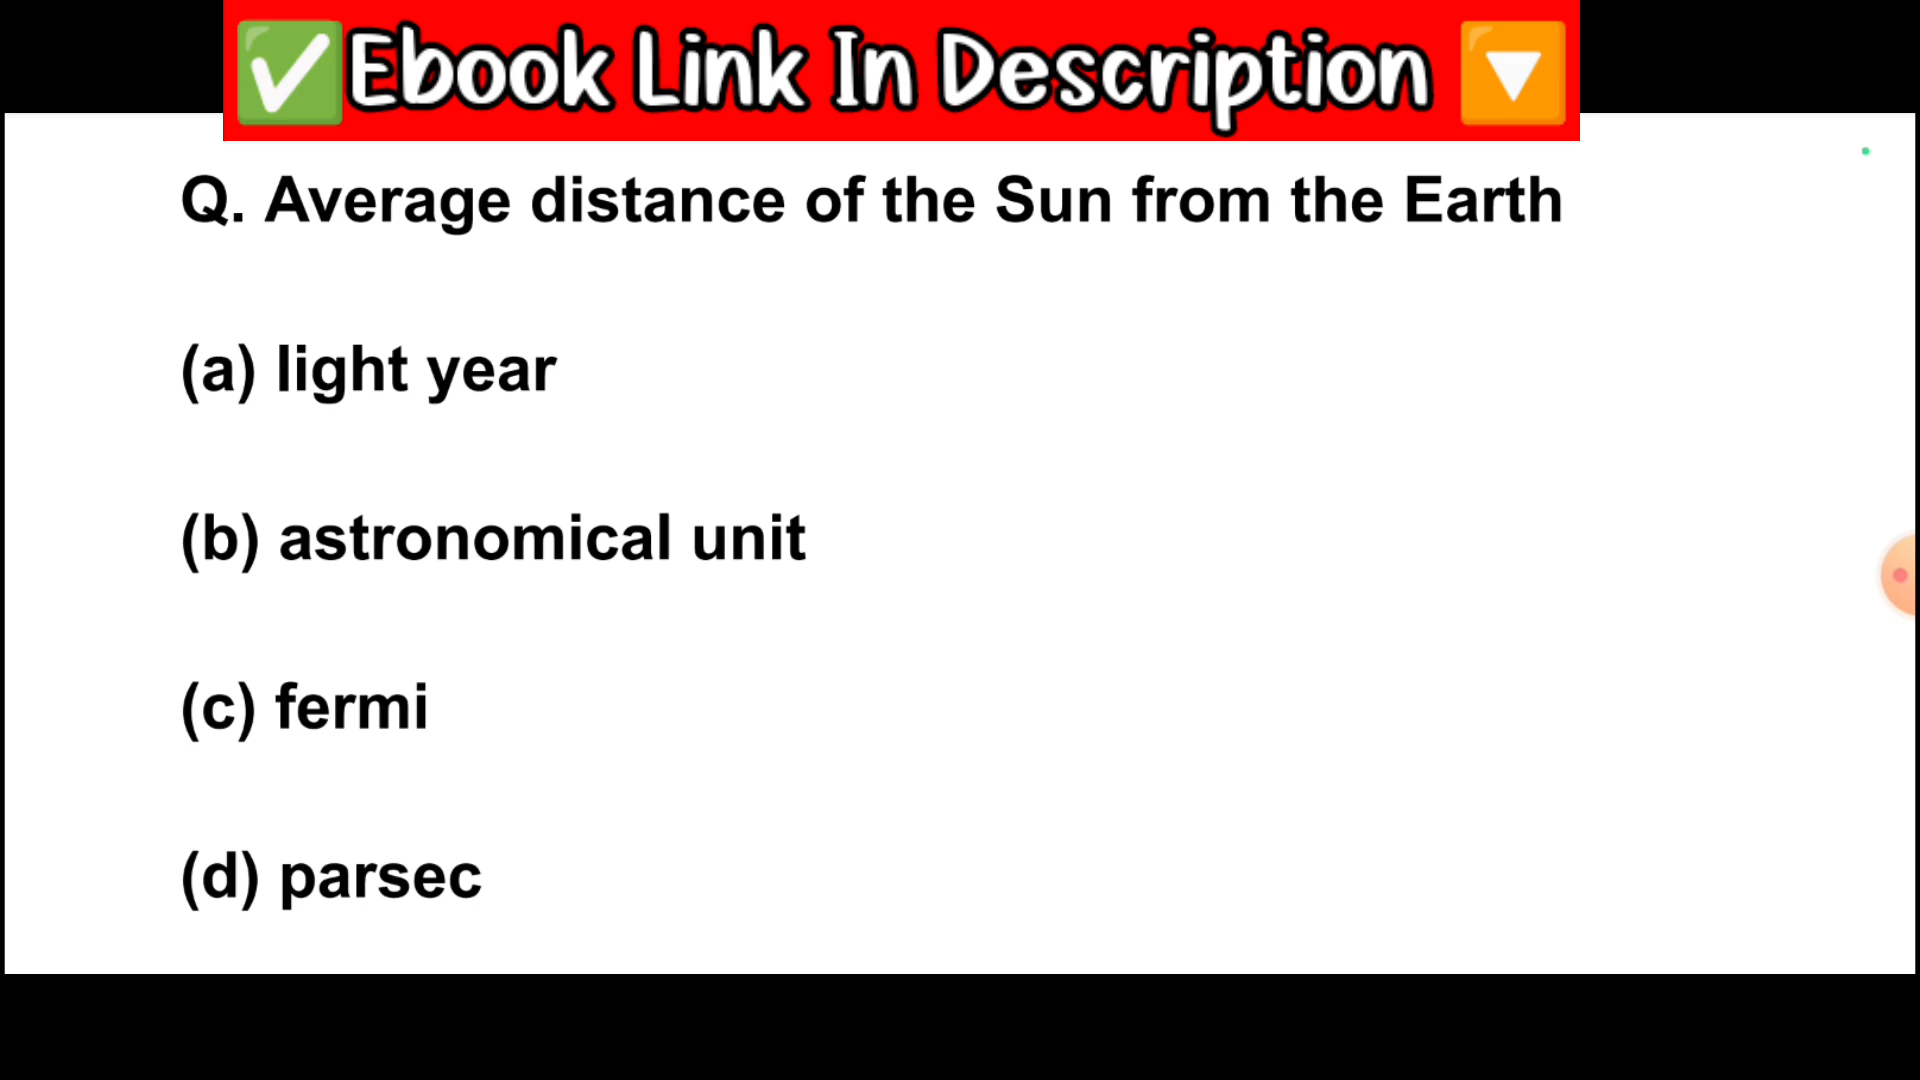 ✅Ebook Link In Description 🔽
Q. Average distance of the Sun from the Earth
(a) light year
(b) astronomical unit
(c) fermi
(d) parsec